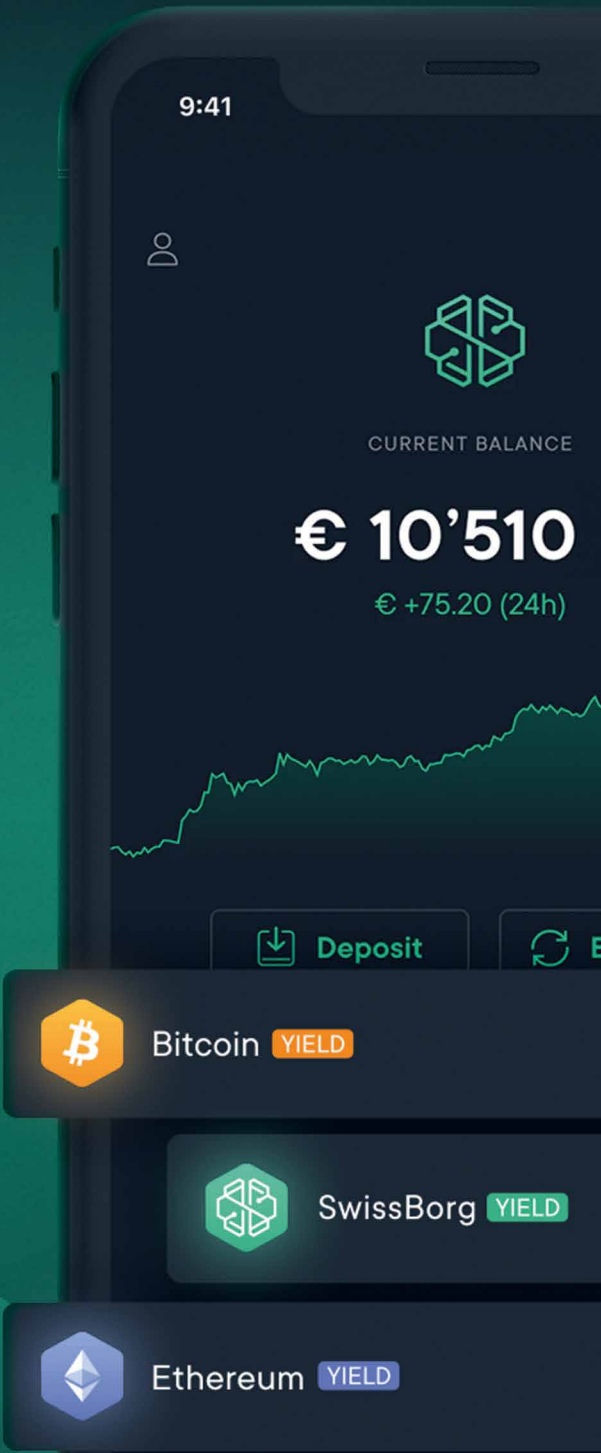 9:41
CURRENT BALANCE
€ 10’510
€ +75.20 (24h)
Deposit
Bitcoin YIELD
SwissBorg YIELD
Ethereum YIELD